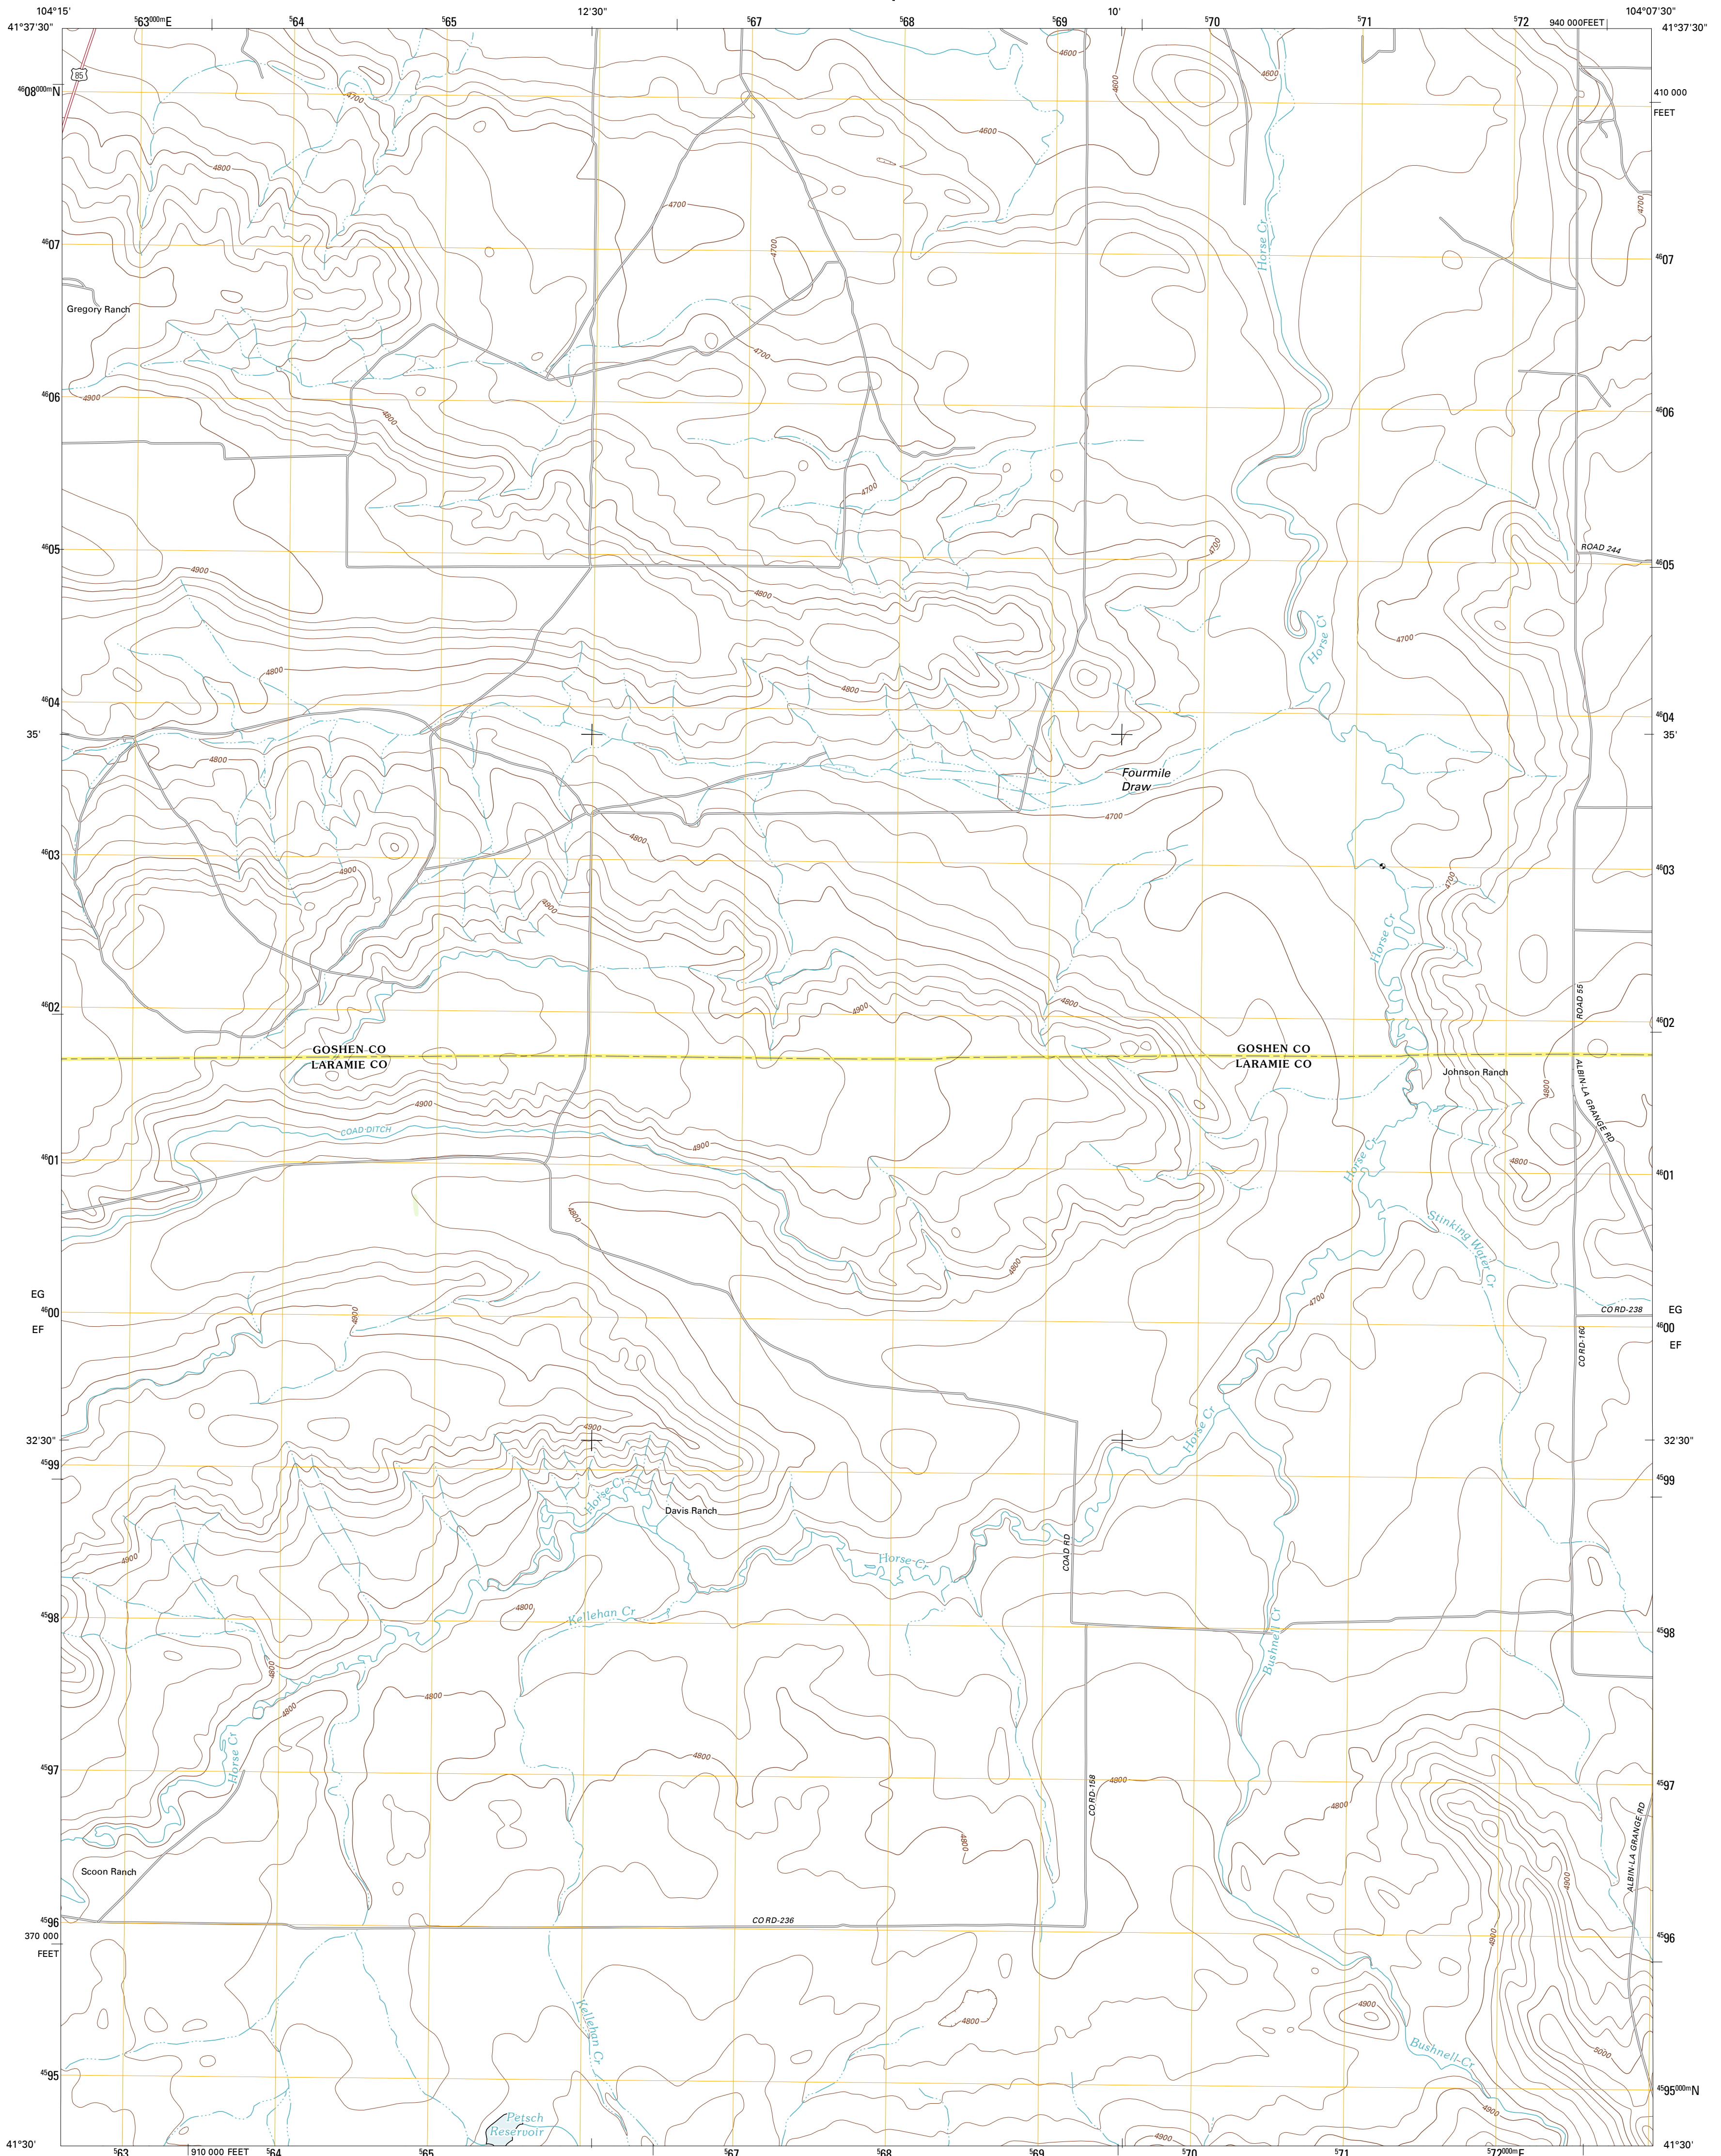 104°15'
⁵63⁰⁰⁰ᵐE
⁵64
⁵65
12'30"
⁵67
⁵68
⁵69
10'
⁵70
⁵71
⁵72
940 000FEET
104°07'30"
41°37'30"
41°37'30"
85
4600
4600
4600
⁴⁶08⁰⁰⁰ᵐN
4700
410 000
FEET
4600
4800
4700
4700
4700
Horse Cr
⁴⁶07
⁴⁶07
Gregory Ranch
4700
4900
⁴⁶06
⁴⁶06
4800
4700
4700
ROAD 244
⁴⁶05
⁴⁶05
4900
4800
Horse Cr
4700
4800
4800
⁴⁶04
⁴⁶04
35'
35'
4800
Fourmile
Draw
4700
4800
⁴⁶03
⁴⁶03
4900
4700
4900
Horse Cr
ROAD 55
4800
4900
⁴⁶02
⁴⁶02
GOSHEN CO
LARAMIE CO
GOSHEN CO
LARAMIE CO
Johnson Ranch
4800
ALBIN-LA GRANGE RD
4900
COAD DITCH
4900
Horse Cr
4800
⁴⁶01
⁴⁶01
4800
Stinking Water Cr
4800
EG
EF
4700
EG
EF
⁴⁶00
⁴⁶00
4900
CO RD-238
CO RD-160
Horse Cr
4900
32'30"
32'30"
⁴⁵99
⁴⁵99
Horse Cr
Davis Ranch
COAD RD
4900
Horse Cr
4800
Kellehan Cr
⁴⁵98
⁴⁵98
Bushnell Cr
4800
4800
4800
Horse Cr
4800
4800
⁴⁵97
⁴⁵97
CO RD-158
4800
4800
ALBIN-LA GRANGE RD
Scoon Ranch
4900
CO RD-236
⁴⁵96
⁴⁵96
370 000
FEET
4900
4900
4800
Kellehan Cr
Bushnell Cr
5000
⁴⁵95
⁴⁵95⁰⁰⁰ᵐN
4900
Petsch
Reservoir
4900
41°30'
41°30'
⁵63
910 000 FEET
⁵64
⁵65
⁵67
⁵68
⁵69
⁵70
⁵71
⁵72⁰⁰⁰ᵐE